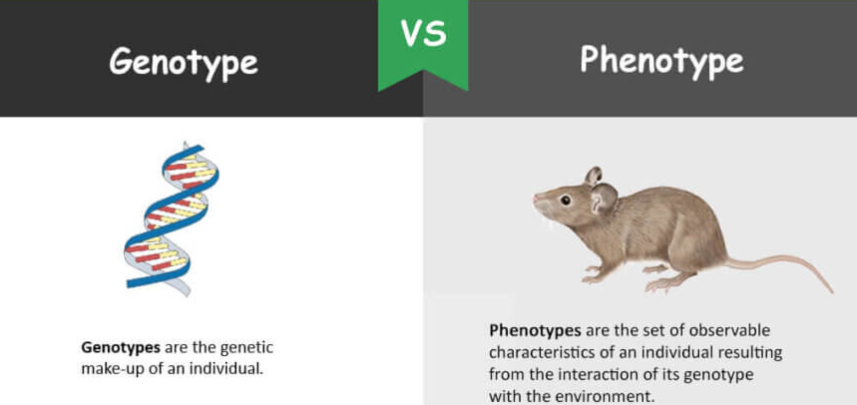 Genotype
VS
Phenotype
Genotypes are the genetic
make-up of an individual.
Phenotypes are the set of observable
characteristics of an individual resulting
from the interaction of its genotype
with the environment.